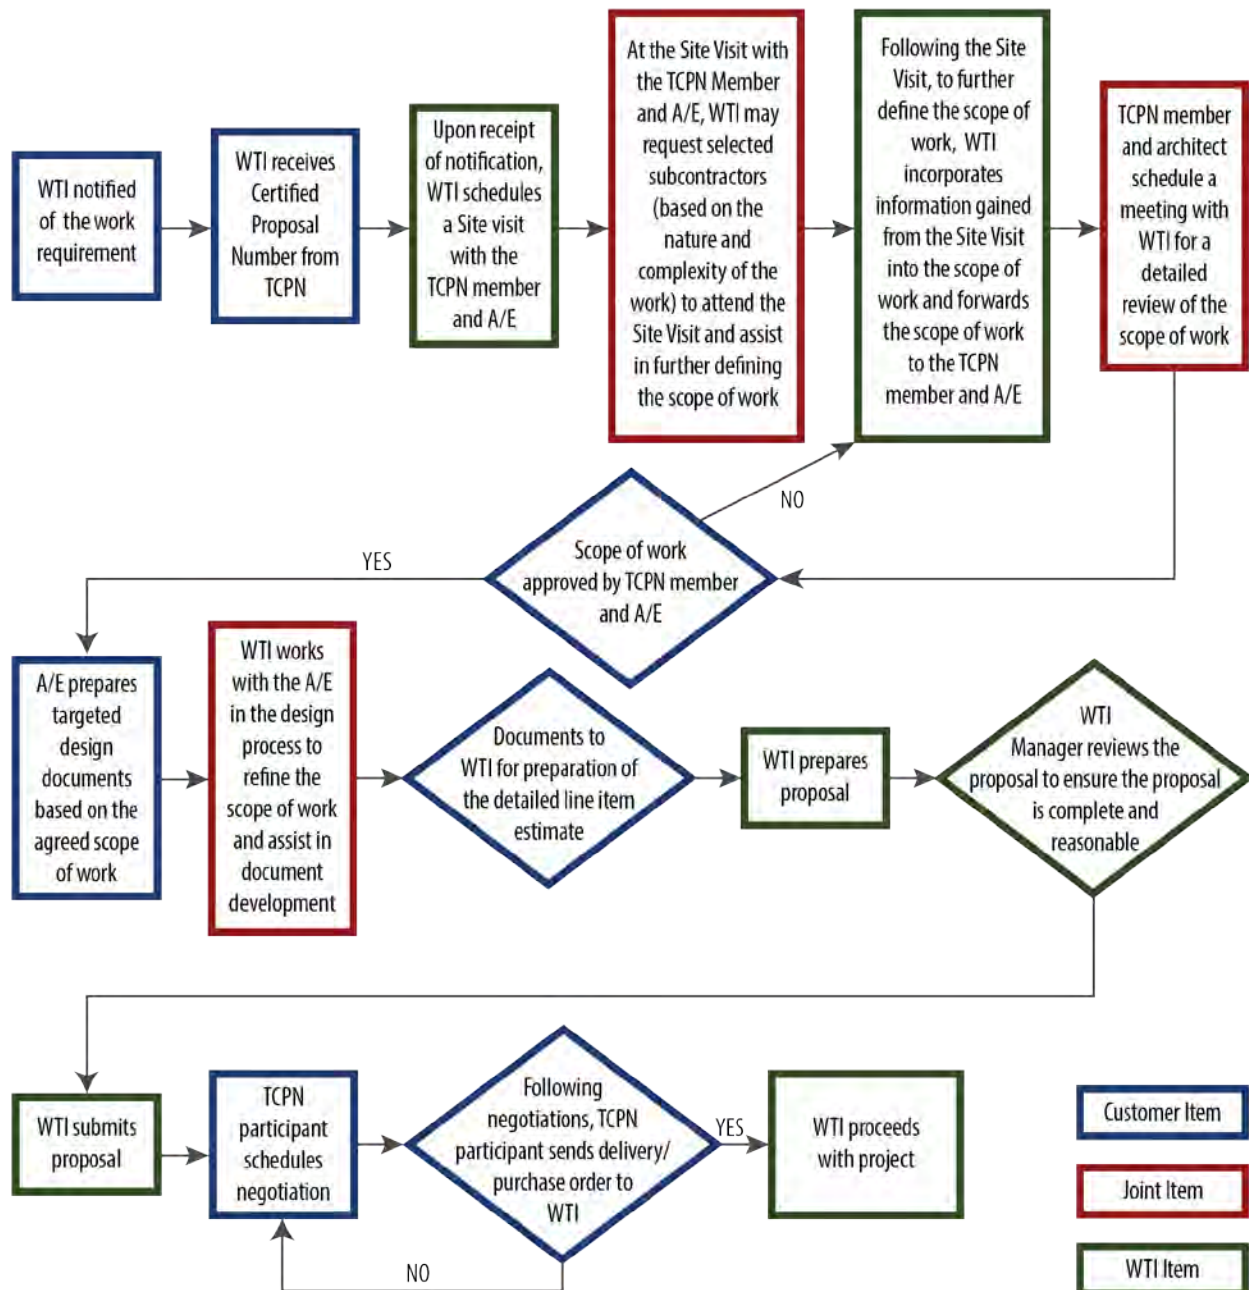 WTI notified
of the work
requirement
WTI receives
Certified
Proposal
Number from
TCPN
Upon receipt
of notification,
WTI schedules
a Site visit
with the
TCPN member
and A/E
At the Site Visit with
the TCPN Member
and A/E, WTI may
request selected
subcontractors
(based on the
nature and
complexity of the
work) to attend the
Site Visit and assist
in further defining
the scope of work
Following the Site
Visit, to further
define the scope of
work, WTI
incorporates
information gained
from the Site Visit
into the scope of
work and forwards
the scope of work
to the TCPN
member and A/E
TCPN member
and architect
schedule a
meeting with
WTI for a
detailed
review of the
scope of work
NO
YES
Scope of work
approved by TCPN member
and A/E
A/E prepares
targeted
design
documents
based on the
agreed scope
of work
WTI works
with the A/E
in the design
process to
refine the
scope of work
and assist in
document
development
Documents to
WTI for preparation of
the detailed line item
estimate
WTI prepares
proposal
WTI
Manager reviews the
proposal to ensure the proposal
is complete and
reasonable
WTI submits
proposal
TCPN
participant
schedules
negotiation
Following
negotiations, TCPN
participant sends delivery/
purchase order to
WTI
YES
NO
WTI proceeds
with project
Customer Item
Joint Item
WTI Item